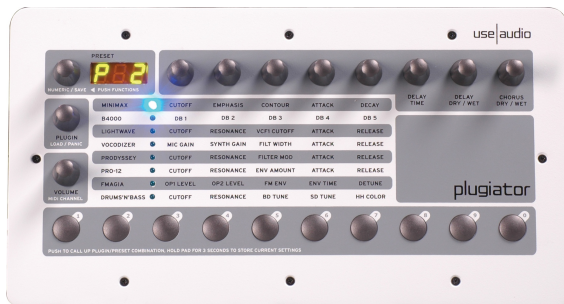 use audio
PRESET
P 2
NUMERIC / SAVE ◀ PUSH FUNCTIONS
DELAY TIME DELAY DRY / WET CHORUS DRY / WET
MINIMAX CUTOFF EMPHASIS CONTOUR ATTACK DECAY
B4000 DB 1 DB 2 DB 3 DB 4 DB 5
PLUGIN
LOAD / PANIC
LIGHTWAVE CUTOFF RESONANCE VCF1 CUTOFF ATTACK RELEASE
VOCODIZER MIC GAIN SYNTH GAIN FILT WIDTH ATTACK RELEASE
PRODYSSEY CUTOFF RESONANCE FILTER MOD ATTACK RELEASE
PRO-12 CUTOFF RESONANCE ENV AMOUNT ATTACK RELEASE
VOLUME
MIDI CHANNEL
FMAGIA OP1 LEVEL OP2 LEVEL FM ENV ENV TIME DETUNE
DRUMS'N'BASS CUTOFF RESONANCE BD TUNE SD TUNE HH COLOR
plugiator
1 2 3 4 5 6 7 8 9 0
PUSH TO CALL UP PLUGIN/PRESET COMBINATION. HOLD PAD FOR 3 SECONDS TO STORE CURRENT SETTINGS